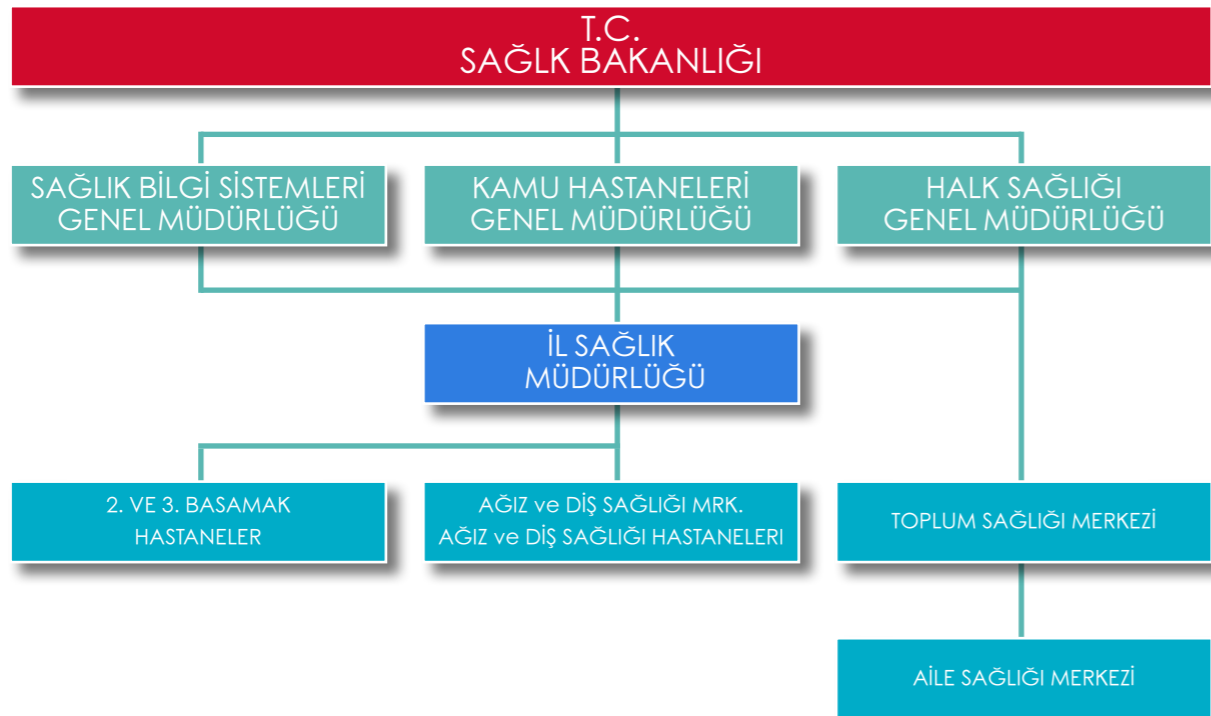 T.C.
SAĞLK BAKANLIĞI
SAĞLIK BİLGİ SİSTEMLERİ
GENEL MÜDÜRLÜĞÜ
KAMU HASTANELERİ
GENEL MÜDÜRLÜĞÜ
HALK SAĞLIĞI
GENEL MÜDÜRLÜĞÜ
İL SAĞLIK
MÜDÜRLÜĞÜ
2. VE 3. BASAMAK
HASTANELER
AĞIZ ve DİŞ SAĞLIĞI MRK.
AĞIZ ve DİŞ SAĞLIĞI HASTANELERI
TOPLUM SAĞLIĞI MERKEZİ
AİLE SAĞLIĞI MERKEZİ